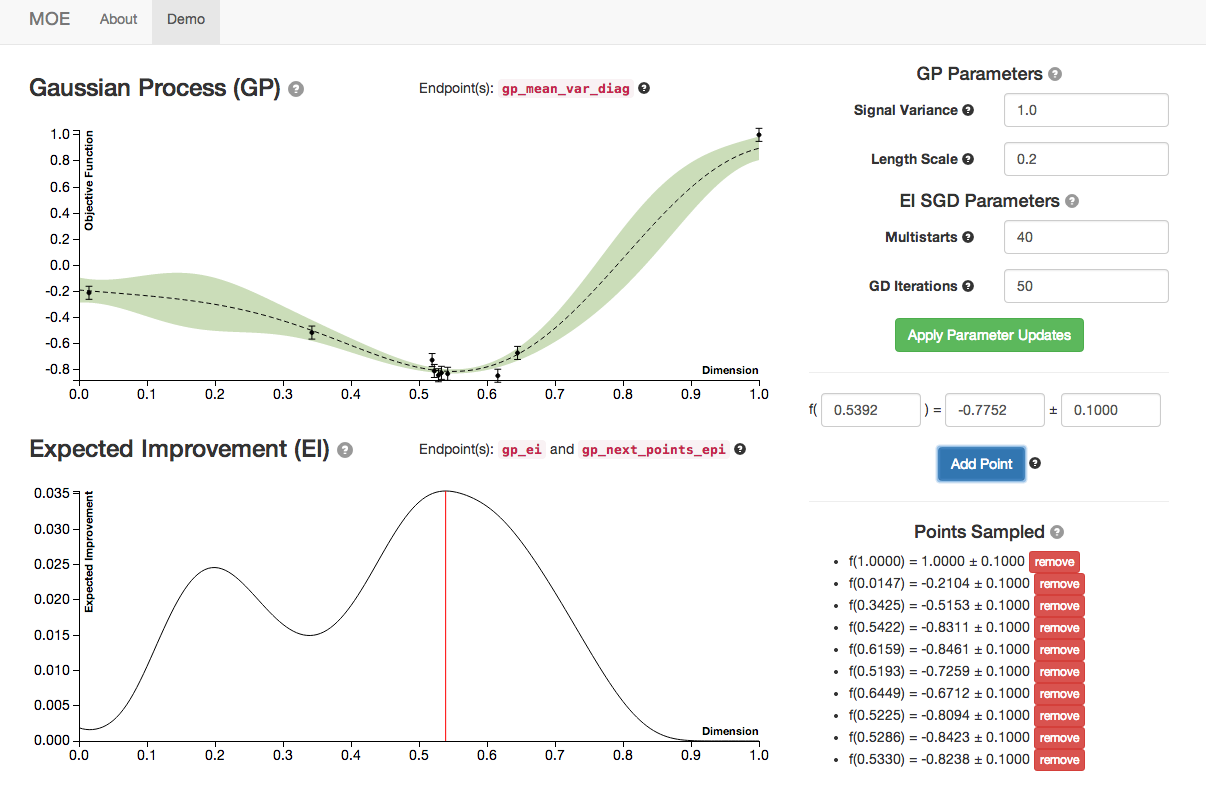 MOE About Demo
Gaussian Process (GP) ?
Endpoint(s): gp_mean_var_diag ?
1.0
0.8
0.6
0.4
0.2
0.0
-0.2
-0.4
-0.6
-0.8
Objective Function
Dimension
0.0 0.1 0.2 0.3 0.4 0.5 0.6 0.7 0.8 0.9 1.0
Expected Improvement (EI) ?
Endpoint(s): gp_ei and gp_next_points_epi ?
0.035
0.030
0.025
0.020
0.015
0.010
0.005
0.000
Expected Improvement
Dimension
0.0 0.1 0.2 0.3 0.4 0.5 0.6 0.7 0.8 0.9 1.0
GP Parameters ?
Signal Variance ? 1.0
Length Scale ? 0.2
EI SGD Parameters ?
Multistarts ? 40
GD Iterations ? 50
Apply Parameter Updates
f( 0.5392 ) = -0.7752 ± 0.1000
Add Point ?
Points Sampled ?
• f(1.0000) = 1.0000 ± 0.1000 remove
• f(0.0147) = -0.2104 ± 0.1000 remove
• f(0.3425) = -0.5153 ± 0.1000 remove
• f(0.5422) = -0.8311 ± 0.1000 remove
• f(0.6159) = -0.8461 ± 0.1000 remove
• f(0.5193) = -0.7259 ± 0.1000 remove
• f(0.6449) = -0.6712 ± 0.1000 remove
• f(0.5225) = -0.8094 ± 0.1000 remove
• f(0.5286) = -0.8423 ± 0.1000 remove
• f(0.5330) = -0.8238 ± 0.1000 remove